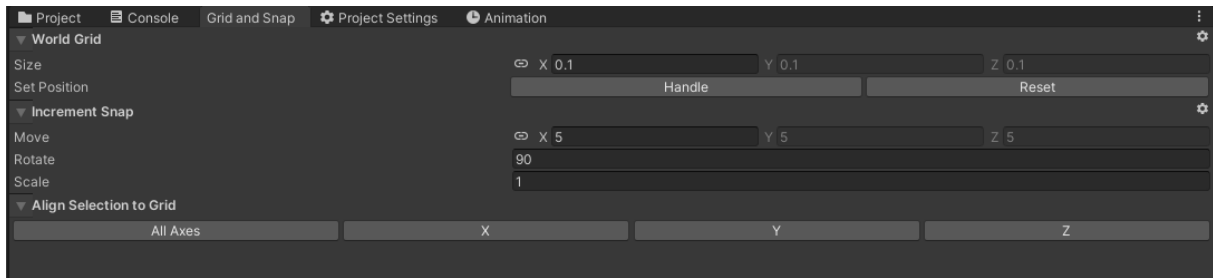 Project Console Grid and Snap Project Settings Animation
World Grid
Size X 0.1 Y 0.1 Z 0.1
Set Position Handle Reset
Increment Snap
Move X 5 Y 5 Z 5
Rotate 90
Scale 1
Align Selection to Grid
All Axes X Y Z